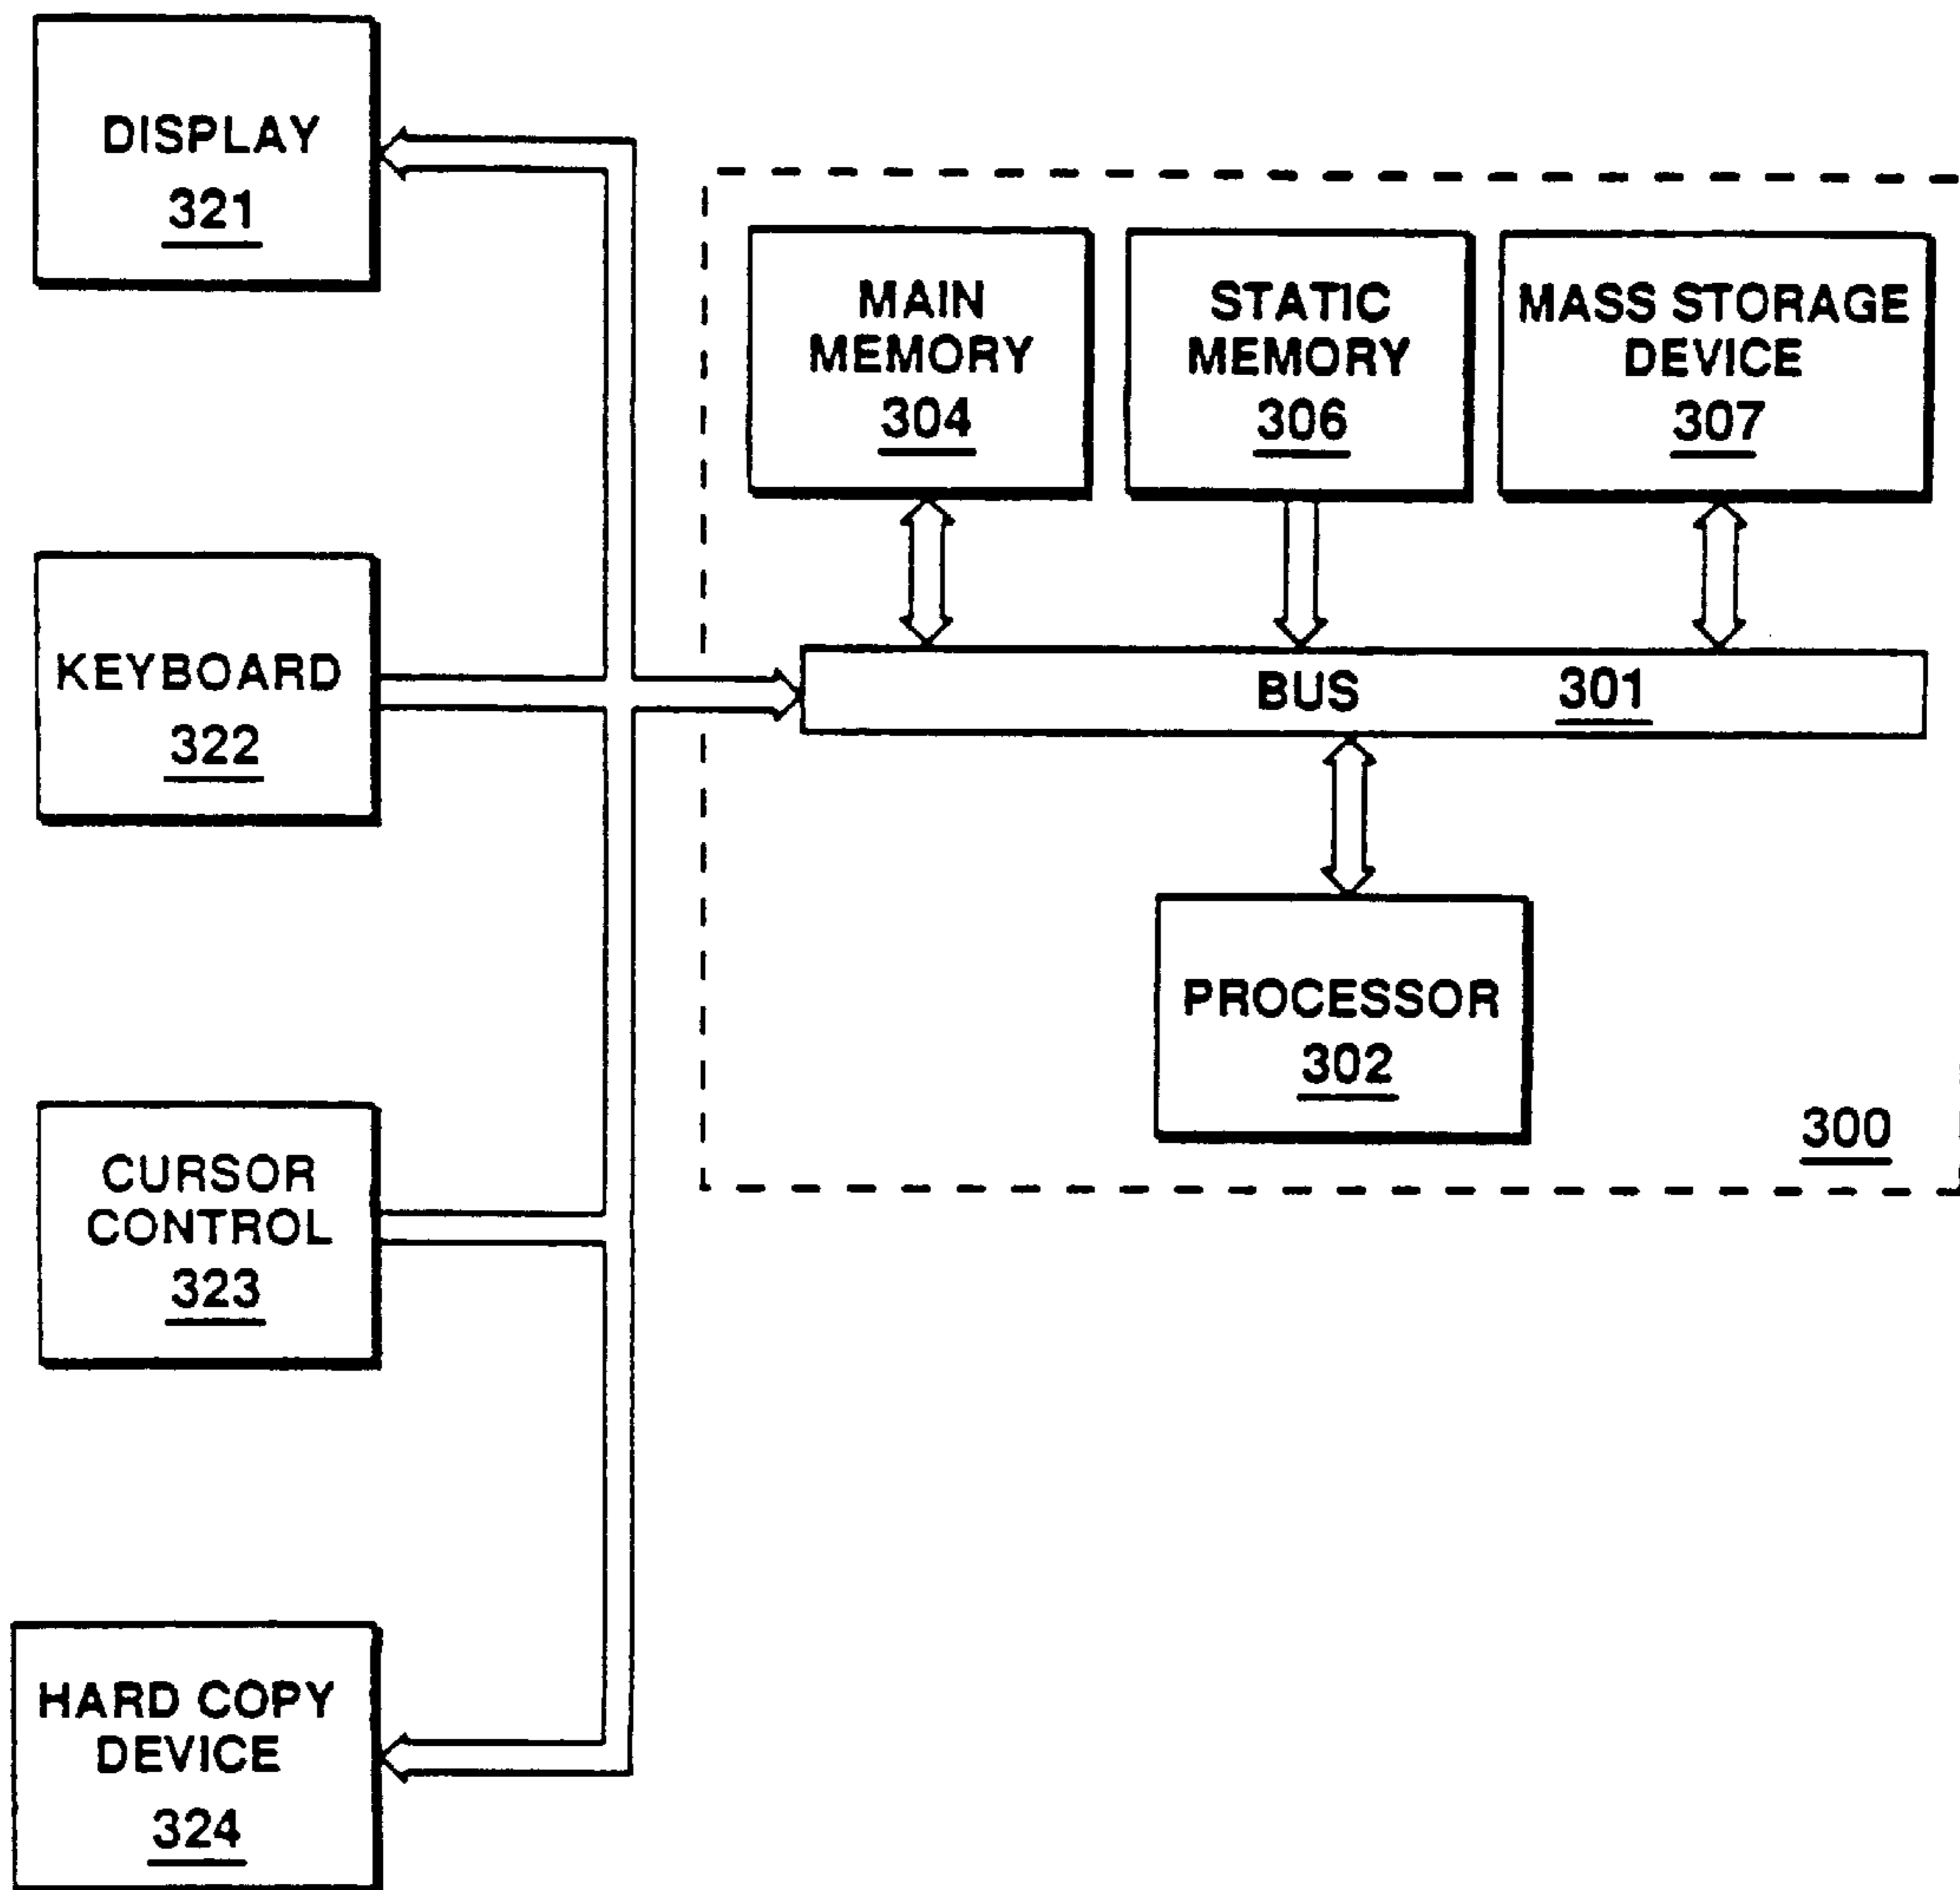 DISPLAY
321
MAIN
MEMORY
304
STATIC
MEMORY
306
MASS STORAGE
DEVICE
307
KEYBOARD
322
BUS 301
PROCESSOR
302
300
CURSOR
CONTROL
323
HARD COPY
DEVICE
324